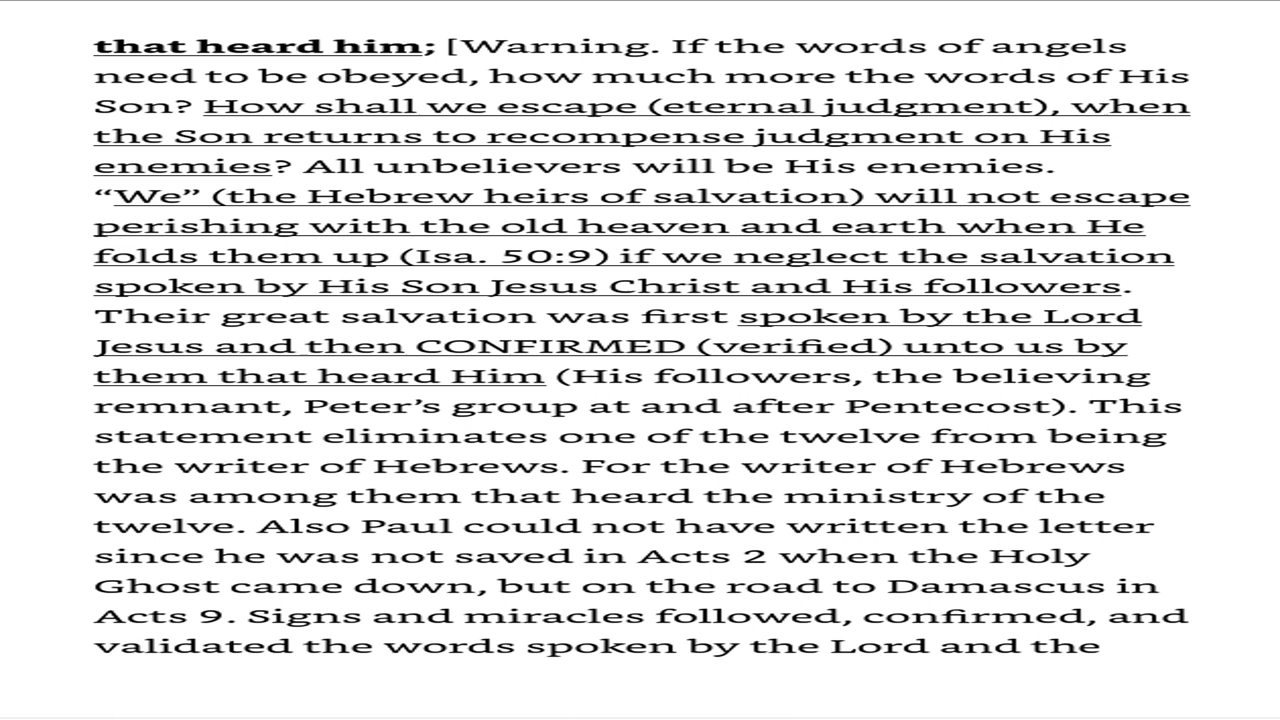 that heard him; [Warning. If the words of angels
need to be obeyed, how much more the words of His
Son? How shall we escape (eternal judgment), when
the Son returns to recompense judgment on His
enemies? All unbelievers will be His enemies.
“We” (the Hebrew heirs of salvation) will not escape
perishing with the old heaven and earth when He
folds them up (Isa. 50:9) if we neglect the salvation
spoken by His Son Jesus Christ and His followers.
Their great salvation was first spoken by the Lord
Jesus and then CONFIRMED (verified) unto us by
them that heard Him (His followers, the believing
remnant, Peter’s group at and after Pentecost). This
statement eliminates one of the twelve from being
the writer of Hebrews. For the writer of Hebrews
was among them that heard the ministry of the
twelve. Also Paul could not have written the letter
since he was not saved in Acts 2 when the Holy
Ghost came down, but on the road to Damascus in
Acts 9. Signs and miracles followed, confirmed, and
validated the words spoken by the Lord and the